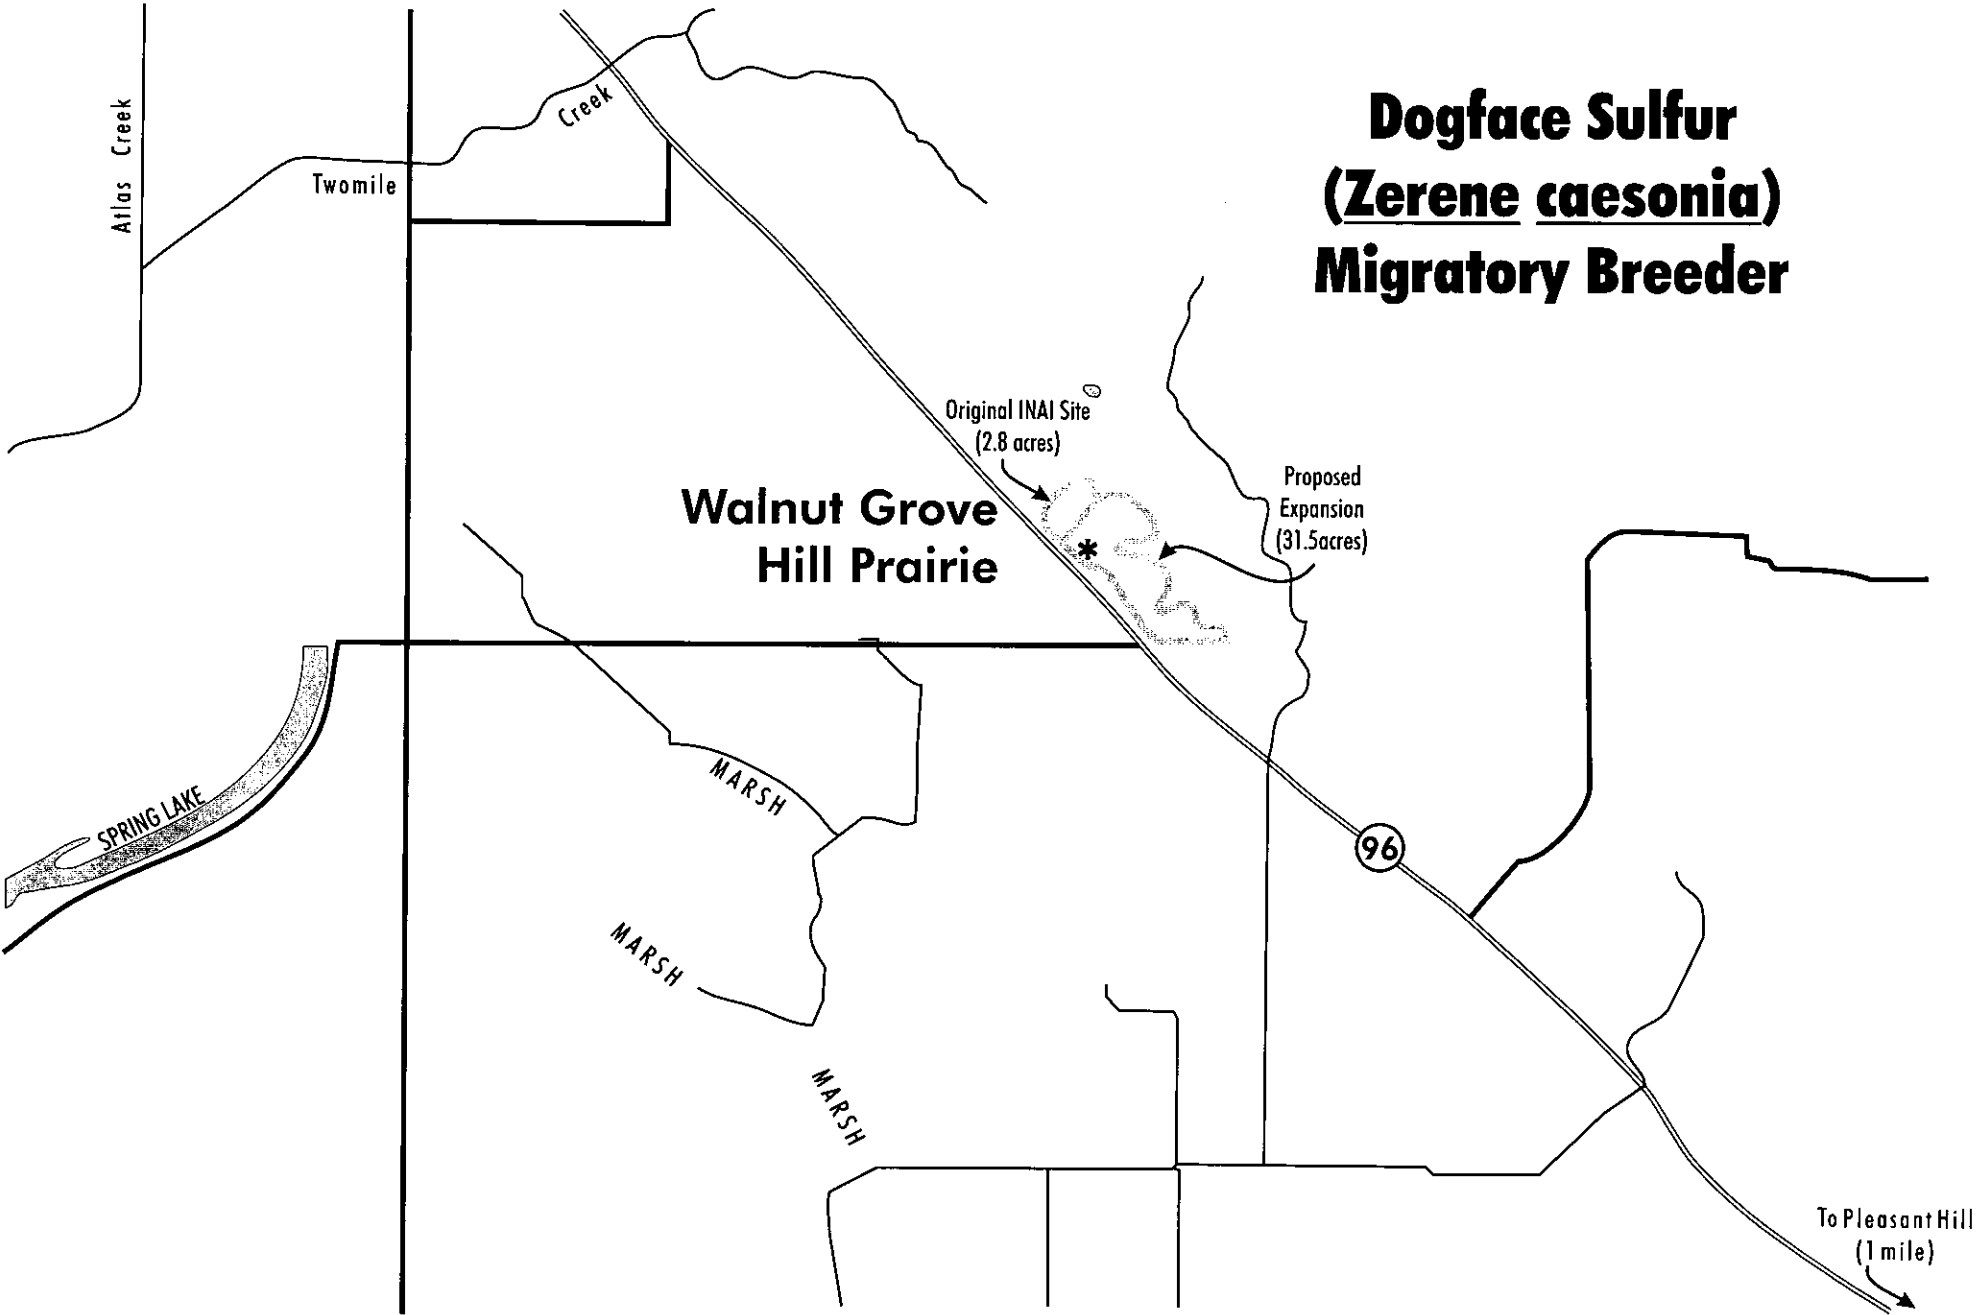 Dogface Sulfur
(Zerene caesonia)
Migratory Breeder
Atlas Creek
Twomile
Creek
Original INAI Site
(2.8 acres)
Proposed
Expansion
(31.5acres)
Walnut Grove
Hill Prairie
*
SPRING LAKE
MARSH
MARSH
MARSH
96
To Pleasant Hill
(1 mile)